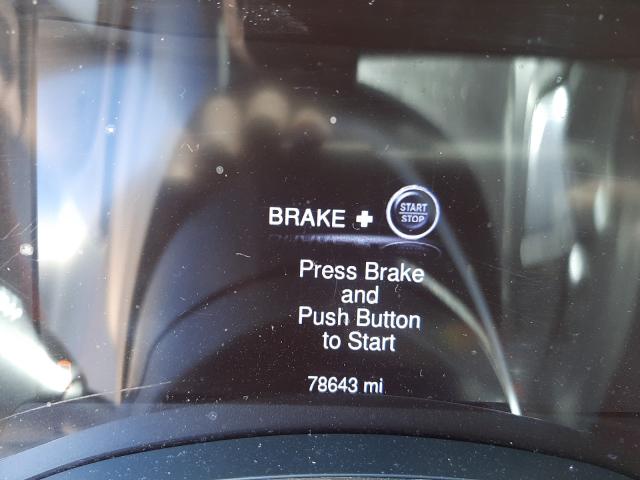 BRAKE + START
STOP
Press Brake
and
Push Button
to Start
78643 mi